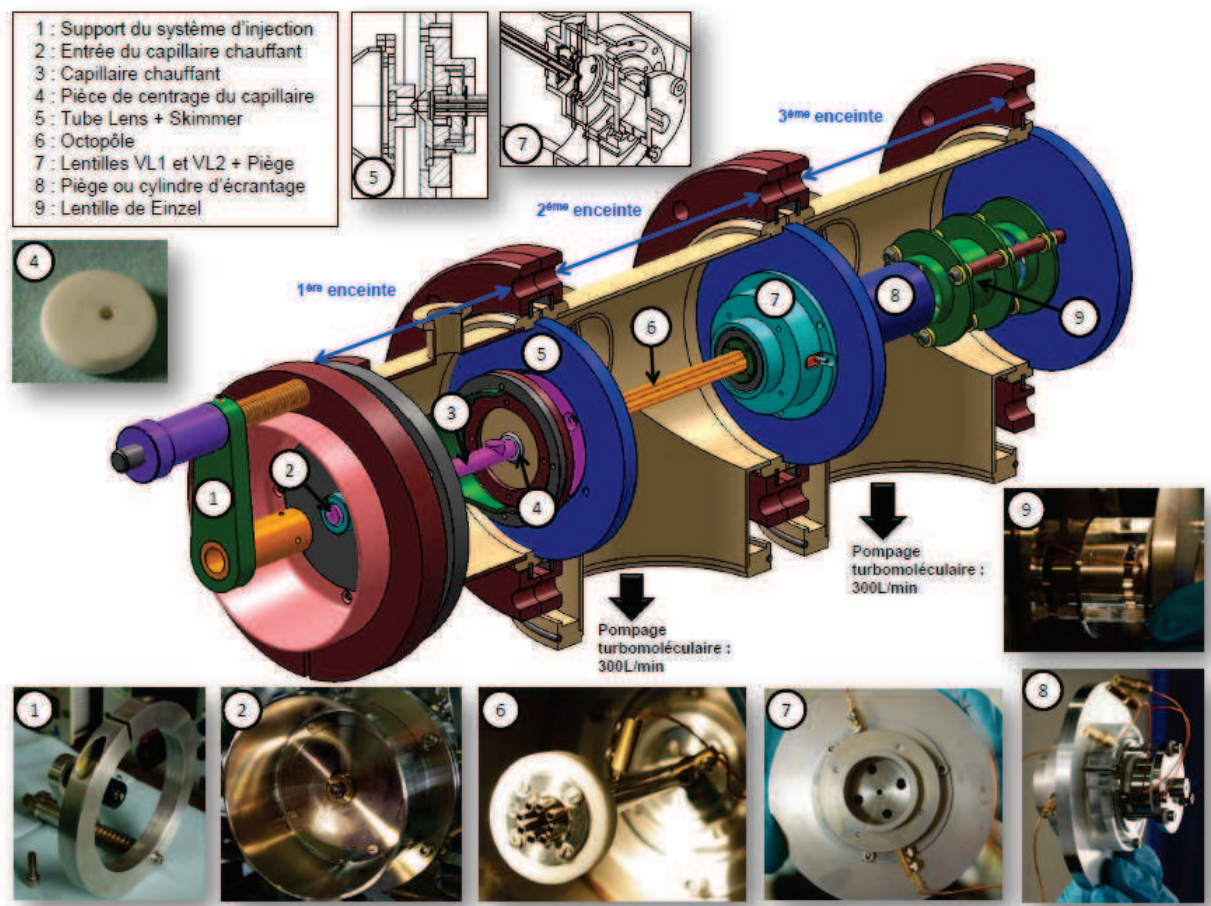 1 : Support du système d'injection
2 : Entrée du capillaire chauffant
3 : Capillaire chauffant
4 : Pièce de centrage du capillaire
5 : Tube Lens + Skimmer
6 : Octopôle
7 : Lentilles VL1 et VL2 + Piège
8 : Piège ou cylindre d'écrantage
9 : Lentille de Einzel
5
7
4
1ère enceinte
2ème enceinte
3ème enceinte
1
2
3
4
5
6
7
8
9
Pompage
turbomoléculaire :
300L/min
Pompage
turbomoléculaire :
300L/min
9
1
2
6
7
8